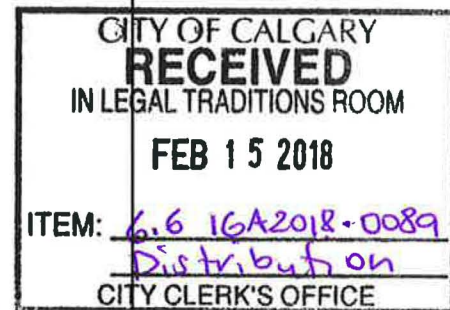 CITY OF CALGARY
RECEIVED
IN LEGAL TRADITIONS ROOM
FEB 15 2018
ITEM: 6.6 IGA2018-0089
Distribution
CITY CLERK'S OFFICE